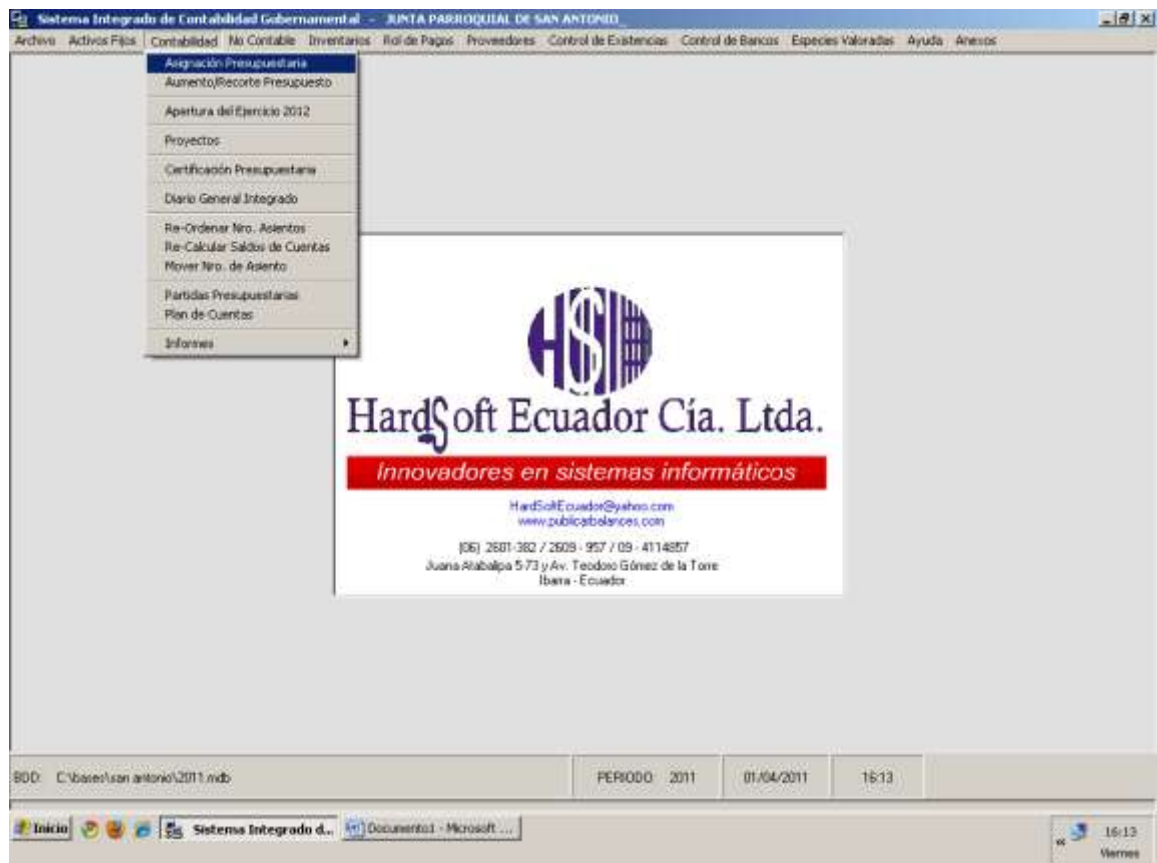 Sistema Integrado de Contabilidad Gubernamental - JUNTA PARROQUIAL DE SAN ANTONIO_
Archivo Activos Fijos Contabilidad No Contable Inventarios Rol de Pagos Proveedores Control de Existencias Control de Bancos Especies Valoradas Ayuda Anexos
Asignación Presupuestaria
Aumento/Recorte Presupuesto
Apertura del Ejercicio 2012
Proyectos
Certificación Presupuestaria
Diario General Integrado
Re-Ordenar Nro. Asientos
Re-Calcular Saldos de Cuentas
Mover Nro. de Asiento
Partidas Presupuestarias
Plan de Cuentas
Informes
HSI
HardSoft Ecuador Cía. Ltda.
Innovadores en sistemas informáticos
HardSoftEcuador@yahoo.com
www.publicarbalances.com
(06) 2601-382 / 2609 - 957 / 09 - 4114857
Juana Atabalipa 5-73 y Av. Teodoro Gómez de la Torre
Ibarra - Ecuador
BDD: C:\bases\san antonio\2011.mdb PERIODO: 2011 01/04/2011 16:13
Inicio Sistema Integrado d... Documento1 - Microsoft ... 16:13
Viernes